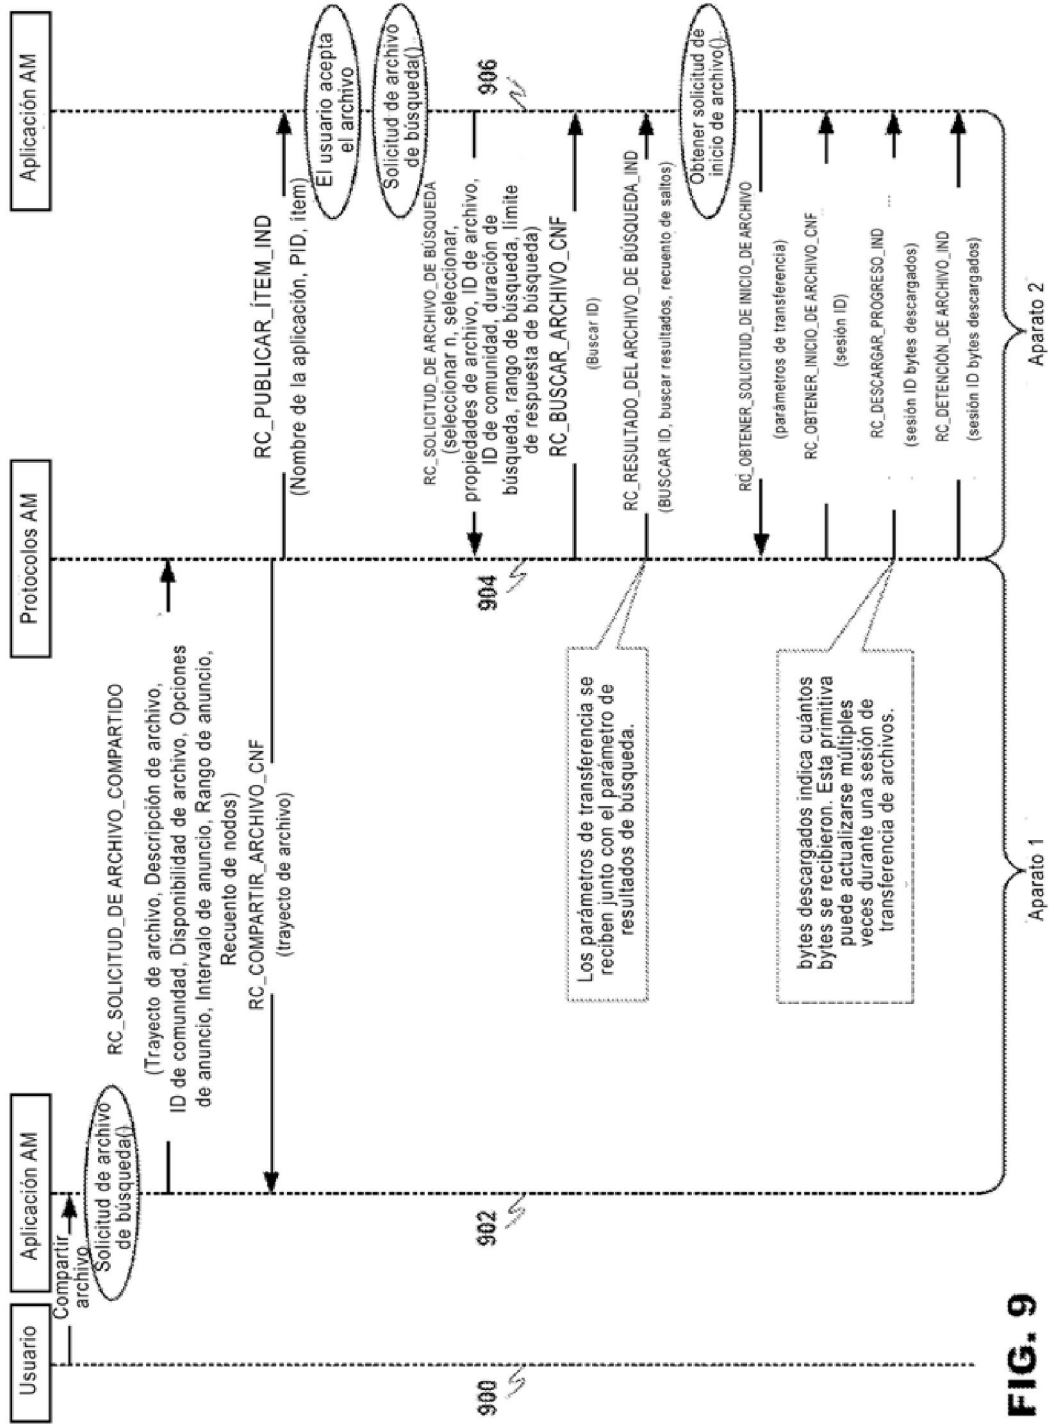 Usuario
Aplicación AM
Protocolos AM
Aplicación AM
Compartir
archivo
Solicitud de archivo
de búsqueda()
RC_SOLICITUD_DE ARCHIVO_COMPARTIDO
(Trayecto de archivo, Descripción de archivo,
ID de comunidad, Disponibilidad de archivo, Opciones
de anuncio, Intervalo de anuncio, Rango de anuncio,
Recuento de nodos)
RC_COMPARTIR_ARCHIVO_CNF
(trayecto de archivo)
RC_PUBLICAR_ÍTEM_IND
(Nombre de la aplicación, PID, ítem)
El usuario acepta
el archivo
Solicitud de archivo
de búsqueda()
RC_SOLICITUD_DE ARCHIVO_DE BÚSQUEDA
(seleccionar n, seleccionar,
propiedades de archivo, ID de archivo,
ID de comunidad, duración de
búsqueda, rango de búsqueda, límite
de respuesta de búsqueda)
RC_BUSCAR_ARCHIVO_CNF
(Buscar ID)
RC_RESULTADO_DEL ARCHIVO_DE BÚSQUEDA_IND
(BUSCAR ID, buscar resultados, recuento de saltos)
Los parámetros de transferencia se
reciben junto con el parámetro de
resultados de búsqueda.
Obtener solicitud de
inicio de archivo()
RC_OBTENER_SOLICITUD_DE INICIO_DE ARCHIVO
(parámetros de transferencia)
RC_OBTENER_INICIO_DE ARCHIVO_CNF
(sesión ID)
RC_DESCARGAR_PROGRESO_IND
(sesión ID bytes descargados)
bytes descargados indica cuántos
bytes se recibieron. Esta primitiva
puede actualizarse múltiples
veces durante una sesión de
transferencia de archivos.
RC_DETENCIÓN_DE ARCHIVO_IND
(sesión ID bytes descargados)
900
902
904
906
Aparato 1
Aparato 2
FIG. 9